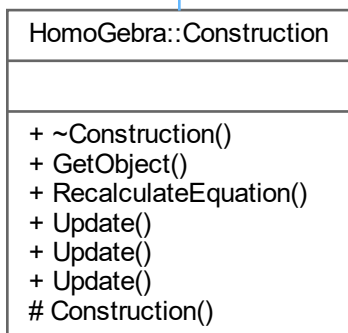 HomoGebra::Construction
+ ~Construction()
+ GetObject()
+ RecalculateEquation()
+ Update()
+ Update()
+ Update()
# Construction()